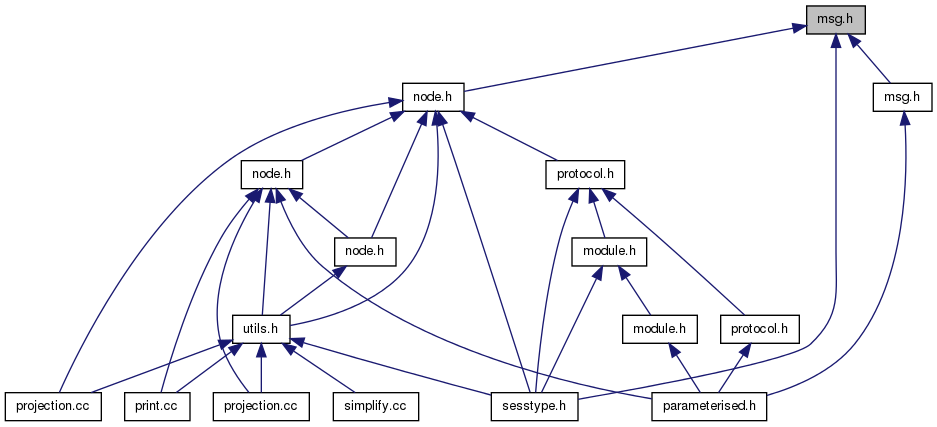 msg.h
node.h
msg.h
node.h
protocol.h
node.h
module.h
utils.h
module.h
protocol.h
projection.cc
print.cc
projection.cc
simplify.cc
sesstype.h
parameterised.h